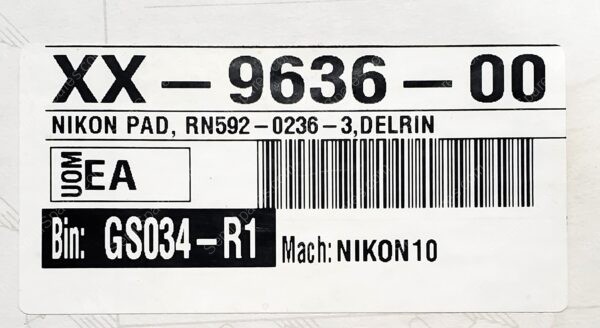 XX-9636-00
NIKON PAD, RN592-0236-3,DELRIN
UOM EA
Bin: GS034-R1
Mach: NIKON10